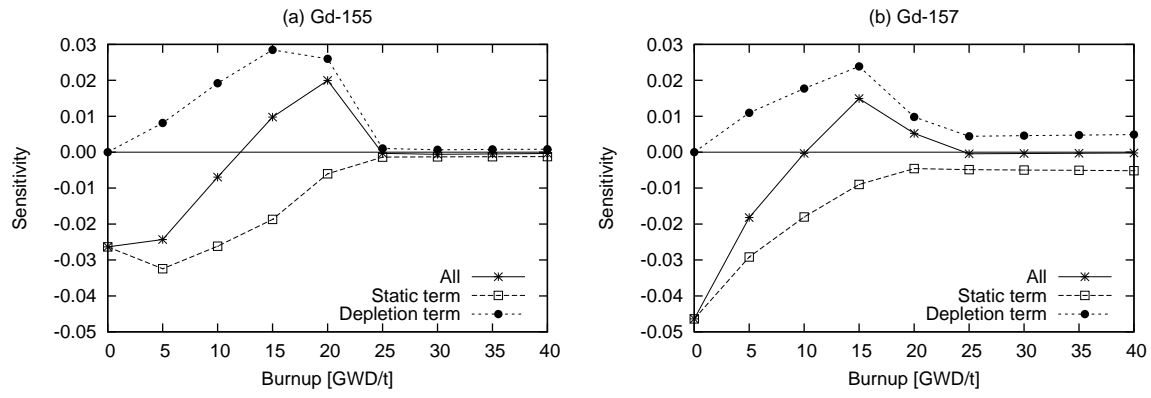 (a) Gd-155
0.03
0.02
0.01
0.00
-0.01
-0.02
-0.03
-0.04
-0.05
Sensitivity
All
Static term
Depletion term
0 5 10 15 20 25 30 35 40
Burnup [GWD/t]
(b) Gd-157
0.03
0.02
0.01
0.00
-0.01
-0.02
-0.03
-0.04
-0.05
Sensitivity
All
Static term
Depletion term
0 5 10 15 20 25 30 35 40
Burnup [GWD/t]